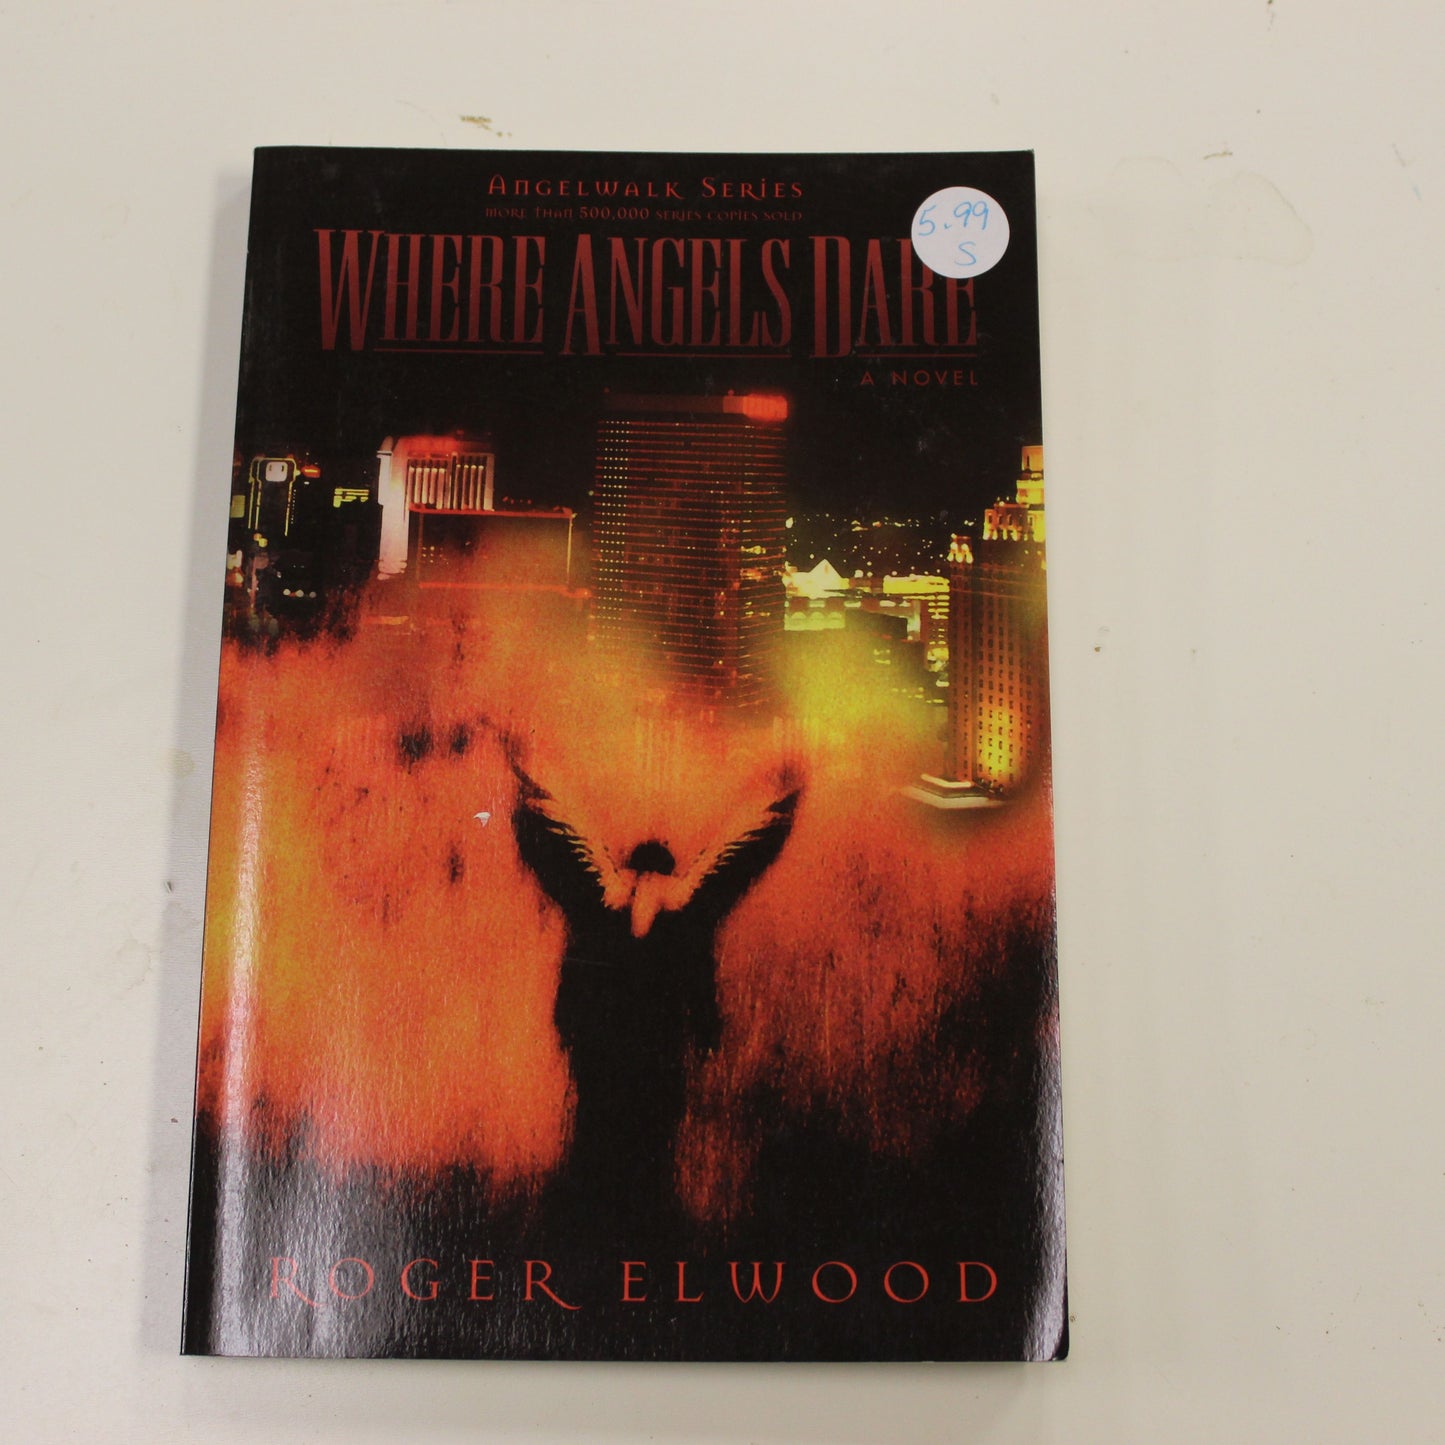 Angelwalk Series
more than 500,000 series copies sold
5.99
S
Where Angels Dare
A NOVEL
ROGER ELWOOD